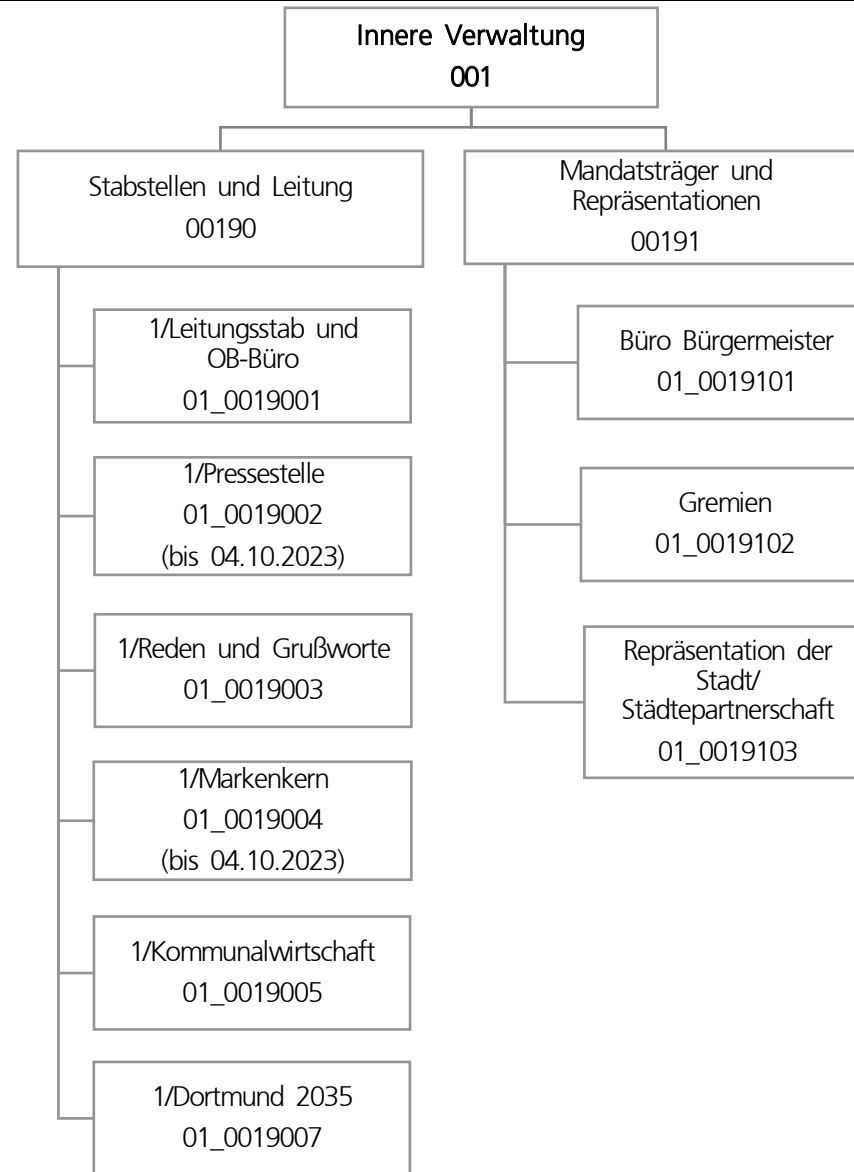 Innere Verwaltung
001
Stabstellen und Leitung
00190
1/Leitungsstab und
OB-Büro
01_0019001
1/Pressestelle
01_0019002
(bis 04.10.2023)
1/Reden und Grußworte
01_0019003
1/Markenkern
01_0019004
(bis 04.10.2023)
1/Kommunalwirtschaft
01_0019005
1/Dortmund 2035
01_0019007
Mandatsträger und
Repräsentationen
00191
Büro Bürgermeister
01_0019101
Gremien
01_0019102
Repräsentation der
Stadt/
Städtepartnerschaft
01_0019103